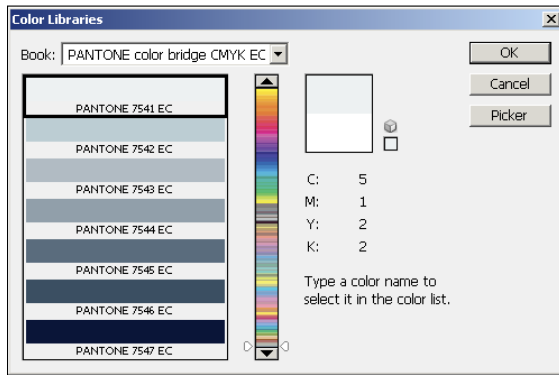 Color Libraries
Book: PANTONE color bridge CMYK EC
OK
Cancel
Picker
PANTONE 7541 EC
PANTONE 7542 EC
PANTONE 7543 EC
PANTONE 7544 EC
PANTONE 7545 EC
PANTONE 7546 EC
PANTONE 7547 EC
C: 5
M: 1
Y: 2
K: 2
Type a color name to
select it in the color list.